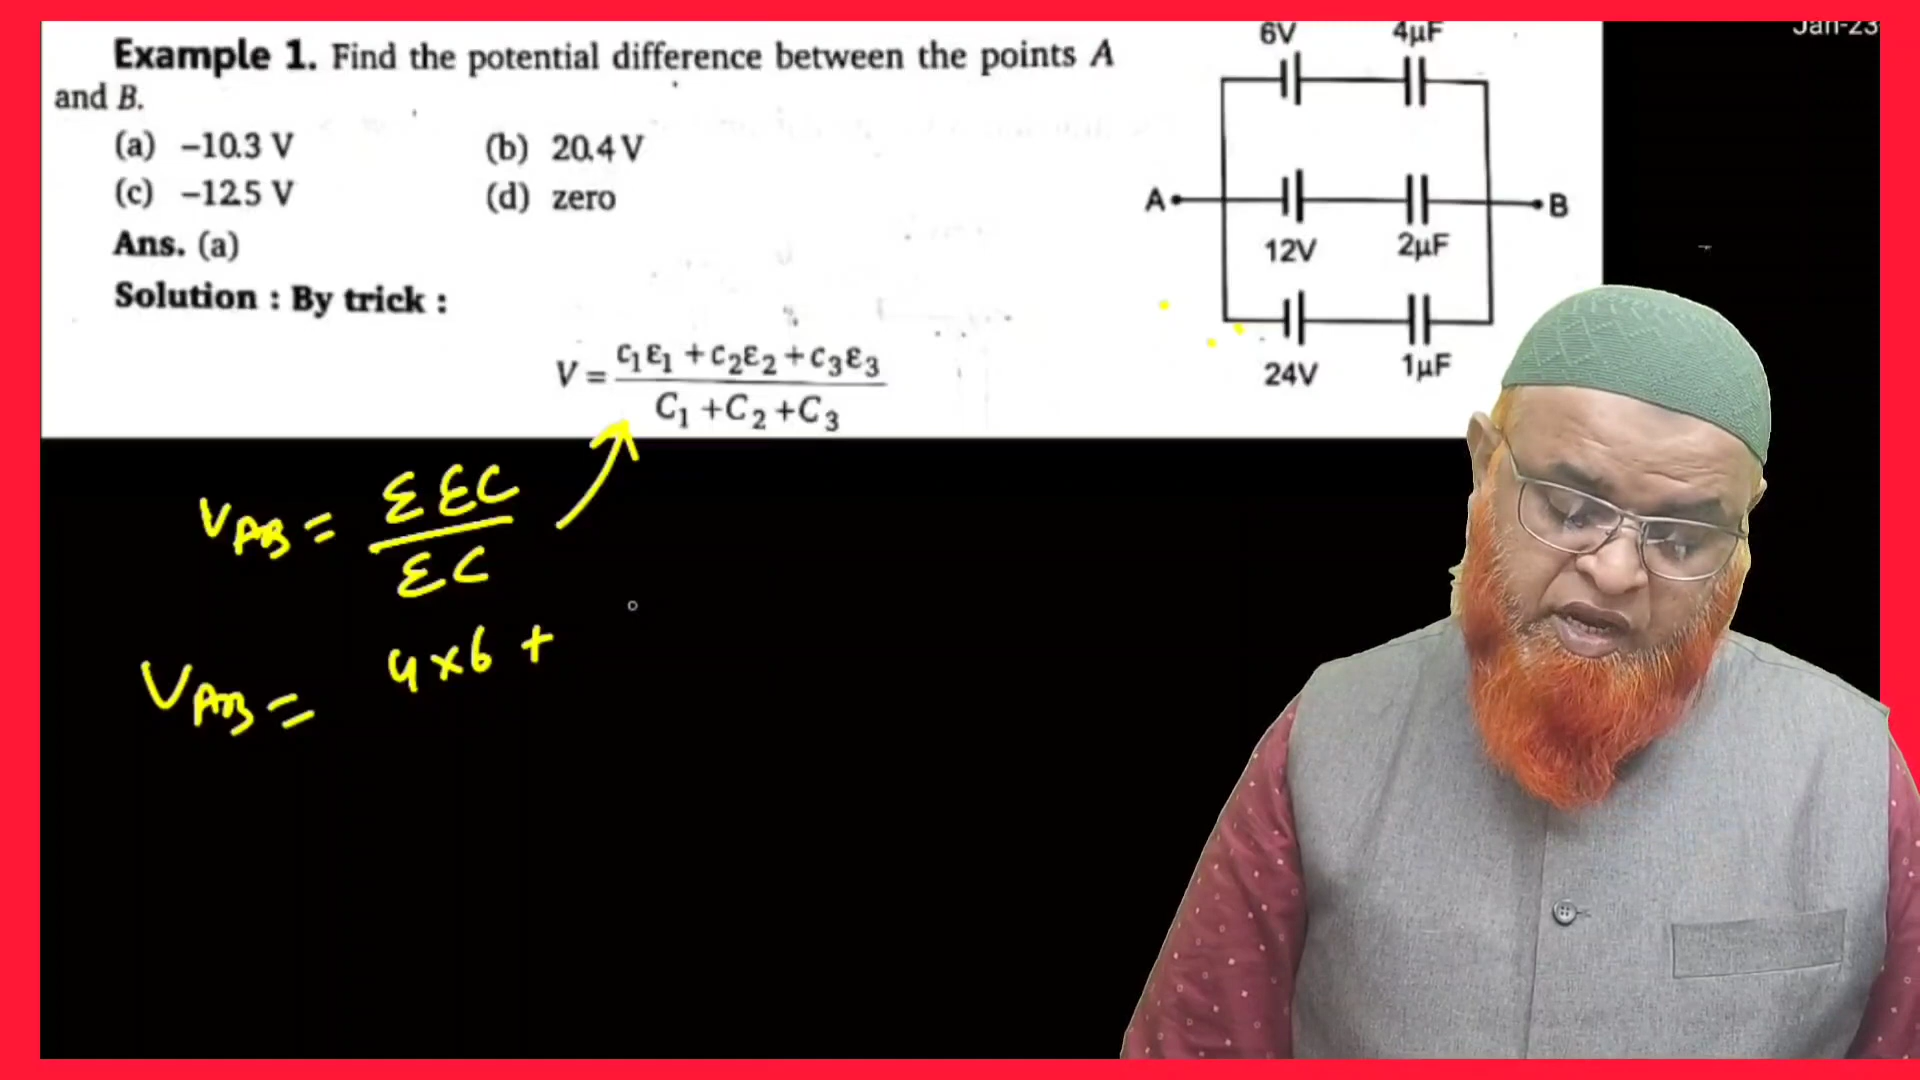 Jan-23
Example 1. Find the potential difference between the points A
and B.
(a) −10.3 V (b) 20.4 V
(c) −12.5 V (d) zero
Ans. (a)
Solution : By trick :
V = (c₁ε₁ + c₂ε₂ + c₃ε₃) / (C₁ + C₂ + C₃)
6V 4μF
A B
12V 2μF
24V 1μF
V_AB = ΣEC / ΣC
V_AB = 4×6 +